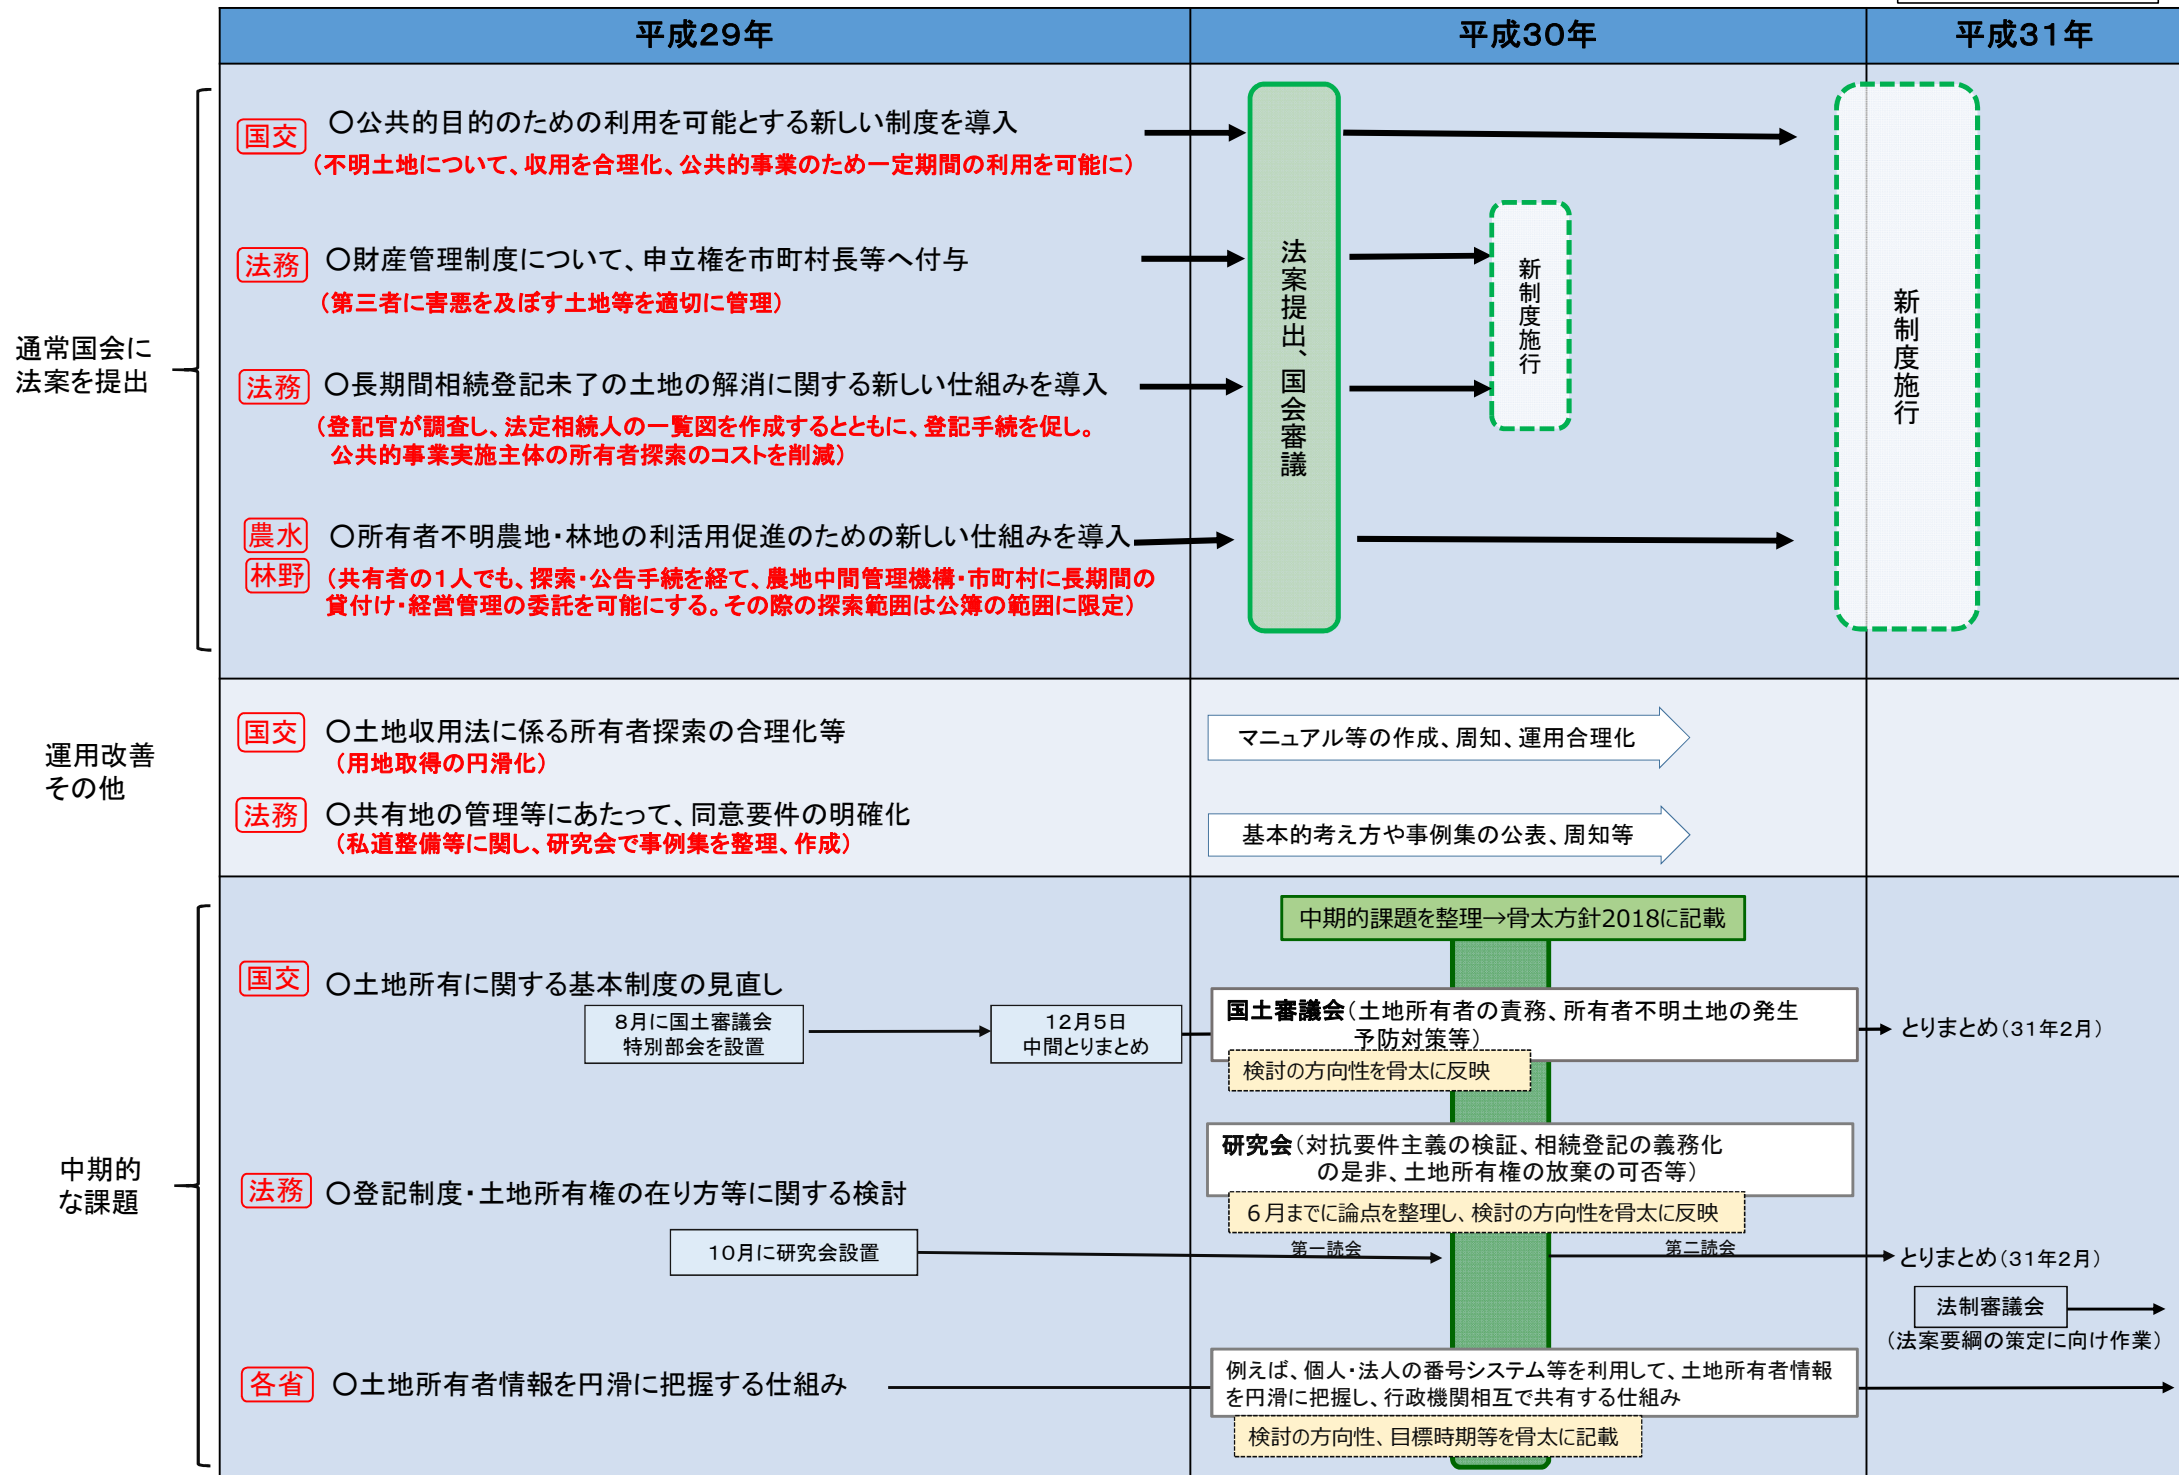 平成29年
平成30年
平成31年
通常国会に
法案を提出
国交
〇公共的目的のための利用を可能とする新しい制度を導入
（不明土地について、収用を合理化、公共的事業のため一定期間の利用を可能に）
法務
〇財産管理制度について、申立権を市町村長等へ付与
（第三者に害悪を及ぼす土地等を適切に管理）
法務
〇長期間相続登記未了の土地の解消に関する新しい仕組みを導入
（登記官が調査し、法定相続人の一覧図を作成するとともに、登記手続を促し。
公共的事業実施主体の所有者探索のコストを削減）
農水
林野
〇所有者不明農地・林地の利活用促進のための新しい仕組みを導入
（共有者の１人でも、探索・公告手続を経て、農地中間管理機構・市町村に長期間の
貸付け・経営管理の委託を可能にする。その際の探索範囲は公簿の範囲に限定）
法案提出、国会審議
新制度施行
新制度施行
運用改善
その他
国交
〇土地収用法に係る所有者探索の合理化等
（用地取得の円滑化）
マニュアル等の作成、周知、運用合理化
法務
〇共有地の管理等にあたって、同意要件の明確化
（私道整備等に関し、研究会で事例集を整理、作成）
基本的考え方や事例集の公表、周知等
中期的
な課題
中期的課題を整理→骨太方針2018に記載
国交
〇土地所有に関する基本制度の見直し
８月に国土審議会
特別部会を設置
１２月５日
中間とりまとめ
国土審議会（土地所有者の責務、所有者不明土地の発生
予防対策等）
検討の方向性を骨太に反映
とりまとめ（31年２月）
法務
〇登記制度・土地所有権の在り方等に関する検討
１０月に研究会設置
研究会（対抗要件主義の検証、相続登記の義務化
の是非、土地所有権の放棄の可否等）
６月までに論点を整理し、検討の方向性を骨太に反映
第一読会
第二読会
とりまとめ（31年２月）
法制審議会
（法案要綱の策定に向け作業）
各省
〇土地所有者情報を円滑に把握する仕組み
例えば、個人・法人の番号システム等を利用して、土地所有者情報
を円滑に把握し、行政機関相互で共有する仕組み
検討の方向性、目標時期等を骨太に記載